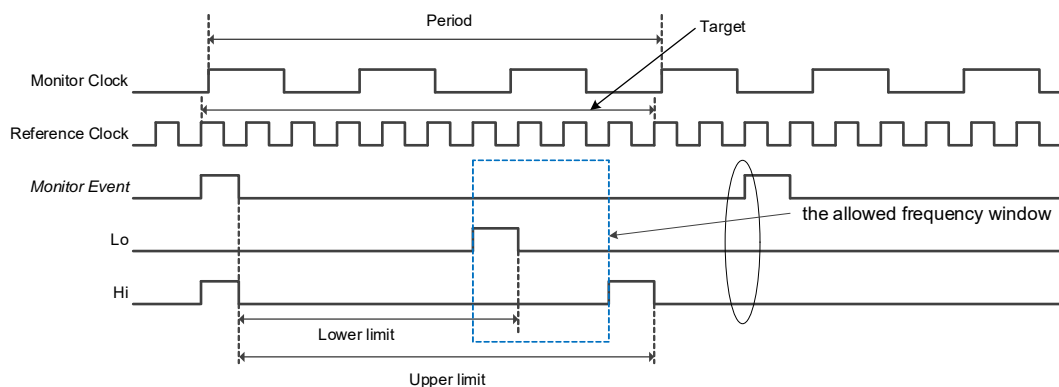 Period
Target
Monitor Clock
Reference Clock
Monitor Event
the allowed frequency window
Lo
Hi
Lower limit
Upper limit